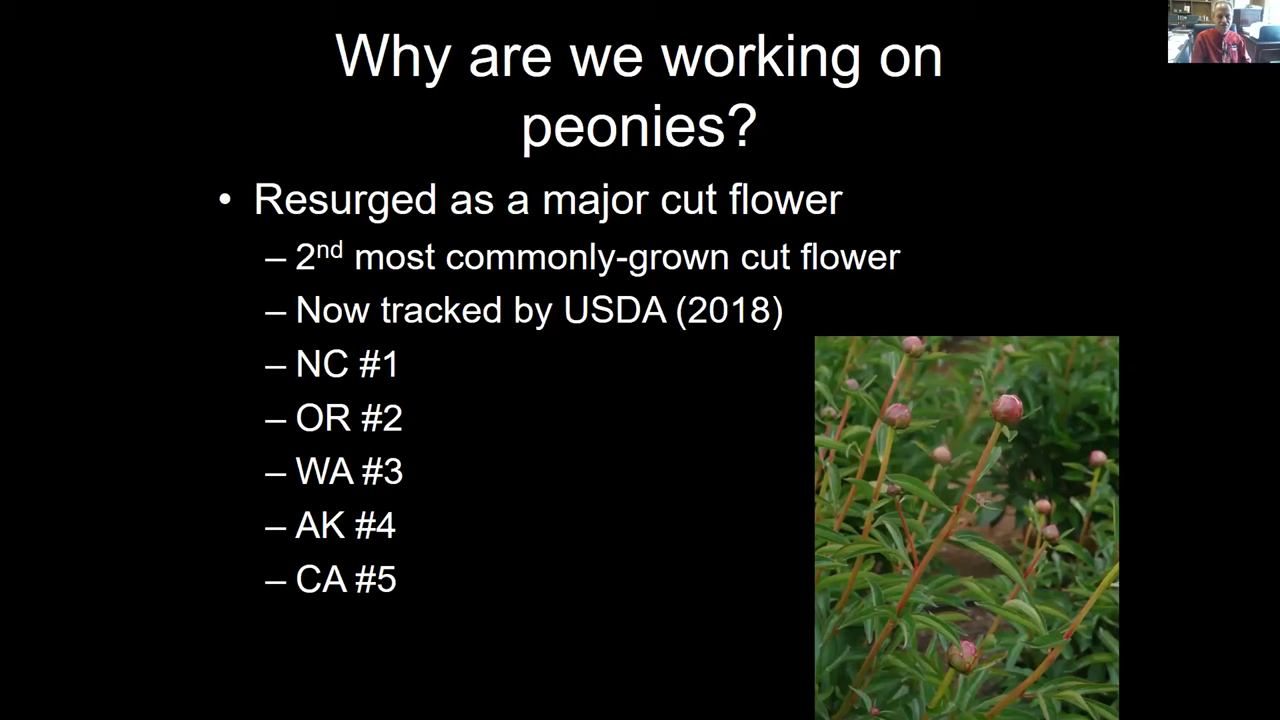 Why are we working on
peonies?
• Resurged as a major cut flower
– 2nd most commonly-grown cut flower
– Now tracked by USDA (2018)
– NC #1
– OR #2
– WA #3
– AK #4
– CA #5